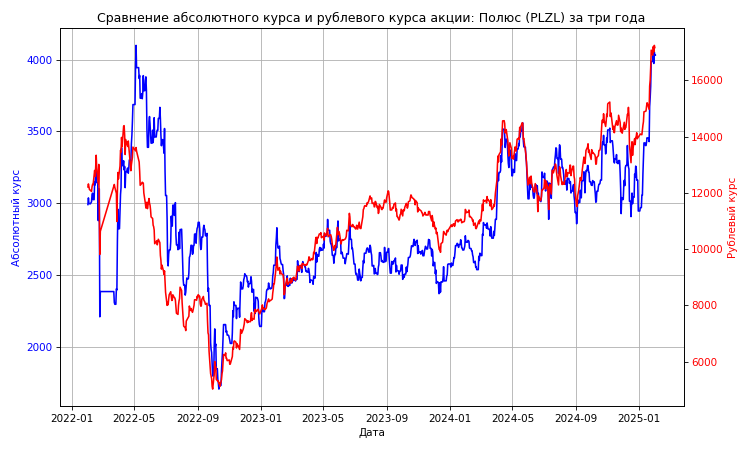 Сравнение абсолютного курса и рублевого курса акции: Полюс (PLZL) за три года
4000
3500
3000
2500
2000
Абсолютный курс
16000
14000
12000
10000
8000
6000
Рублевый курс
2022-01 2022-05 2022-09 2023-01 2023-05 2023-09 2024-01 2024-05 2024-09 2025-01
Дата